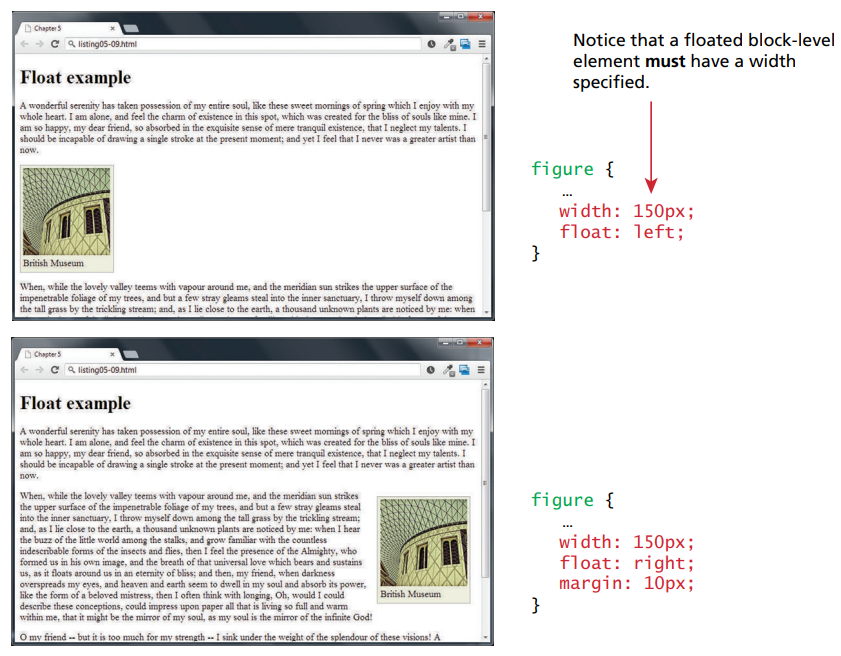 Chapter 5
listing05-09.html
Float example
A wonderful serenity has taken possession of my entire soul, like these sweet mornings of spring which I enjoy with my
whole heart. I am alone, and feel the charm of existence in this spot, which was created for the bliss of souls like mine. I
am so happy, my dear friend, so absorbed in the exquisite sense of mere tranquil existence, that I neglect my talents. I
should be incapable of drawing a single stroke at the present moment; and yet I feel that I never was a greater artist than
now.
British Museum
When, while the lovely valley teems with vapour around me, and the meridian sun strikes the upper surface of the
impenetrable foliage of my trees, and but a few stray gleams steal into the inner sanctuary, I throw myself down among
the tall grass by the trickling stream; and, as I lie close to the earth, a thousand unknown plants are noticed by me: when
Notice that a floated block-level
element must have a width
specified.
figure {
…
width: 150px;
float: left;
}
Chapter 5
listing05-09.html
Float example
A wonderful serenity has taken possession of my entire soul, like these sweet mornings of spring which I enjoy with my
whole heart. I am alone, and feel the charm of existence in this spot, which was created for the bliss of souls like mine. I
am so happy, my dear friend, so absorbed in the exquisite sense of mere tranquil existence, that I neglect my talents. I
should be incapable of drawing a single stroke at the present moment; and yet I feel that I never was a greater artist than
now.
When, while the lovely valley teems with vapour around me, and the meridian sun strikes
the upper surface of the impenetrable foliage of my trees, and but a few stray gleams steal
into the inner sanctuary, I throw myself down among the tall grass by the trickling stream;
and, as I lie close to the earth, a thousand unknown plants are noticed by me: when I hear
the buzz of the little world among the stalks, and grow familiar with the countless
indescribable forms of the insects and flies, then I feel the presence of the Almighty, who
formed us in his own image, and the breath of that universal love which bears and sustains
us, as it floats around us in an eternity of bliss; and then, my friend, when darkness
overspreads my eyes, and heaven and earth seem to dwell in my soul and absorb its power,
like the form of a beloved mistress, then I often think with longing, Oh, would I could
describe these conceptions, could impress upon paper all that is living so full and warm
within me, that it might be the mirror of my soul, as my soul is the mirror of the infinite God!
British Museum
O my friend -- but it is too much for my strength -- I sink under the weight of the splendour of these visions! A
figure {
…
width: 150px;
float: right;
margin: 10px;
}